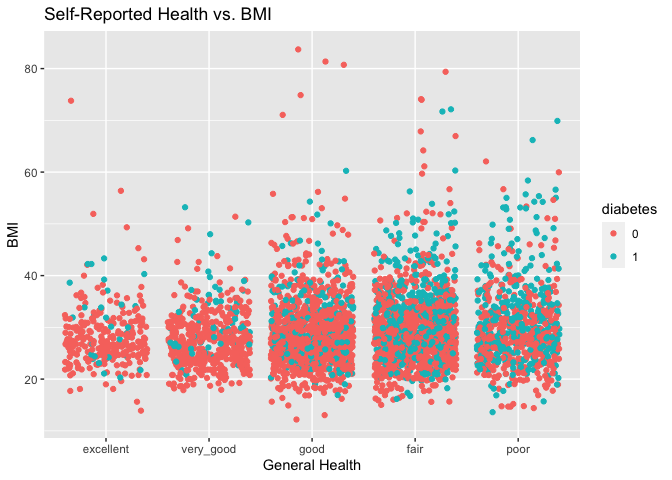 Self-Reported Health vs. BMI
80
60
40
20
BMI
excellent very_good good fair poor
General Health
diabetes
0
1